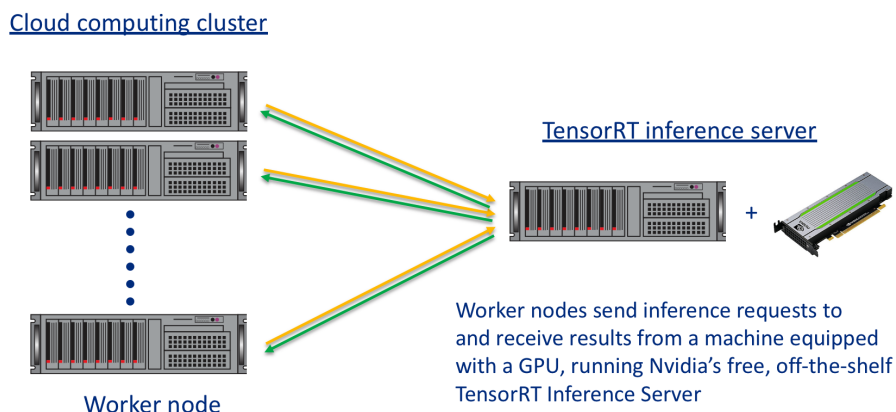 Cloud computing cluster
TensorRT inference server
+
Worker nodes send inference requests to
and receive results from a machine equipped
with a GPU, running Nvidia's free, off-the-shelf
TensorRT Inference Server
Worker node